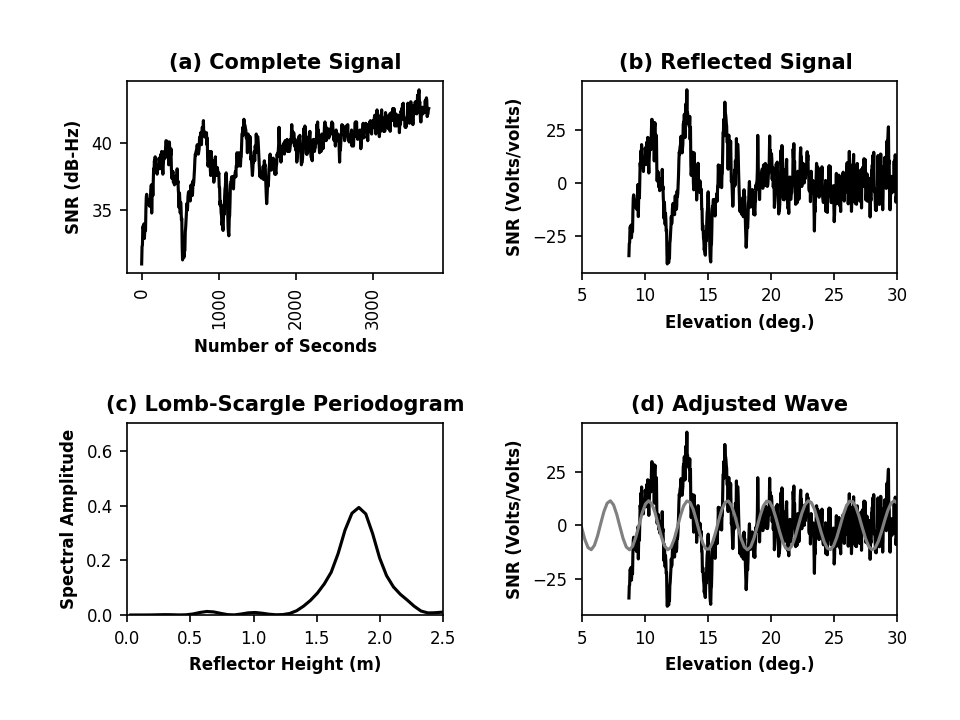 (a) Complete Signal
SNR (dB-Hz)
40
35
0
1000
2000
3000
Number of Seconds
(b) Reflected Signal
SNR (Volts/volts)
25
0
−25
5 10 15 20 25 30
Elevation (deg.)
(c) Lomb-Scargle Periodogram
Spectral Amplitude
0.6
0.4
0.2
0.0
0.0 0.5 1.0 1.5 2.0 2.5
Reflector Height (m)
(d) Adjusted Wave
SNR (Volts/Volts)
25
0
−25
5 10 15 20 25 30
Elevation (deg.)